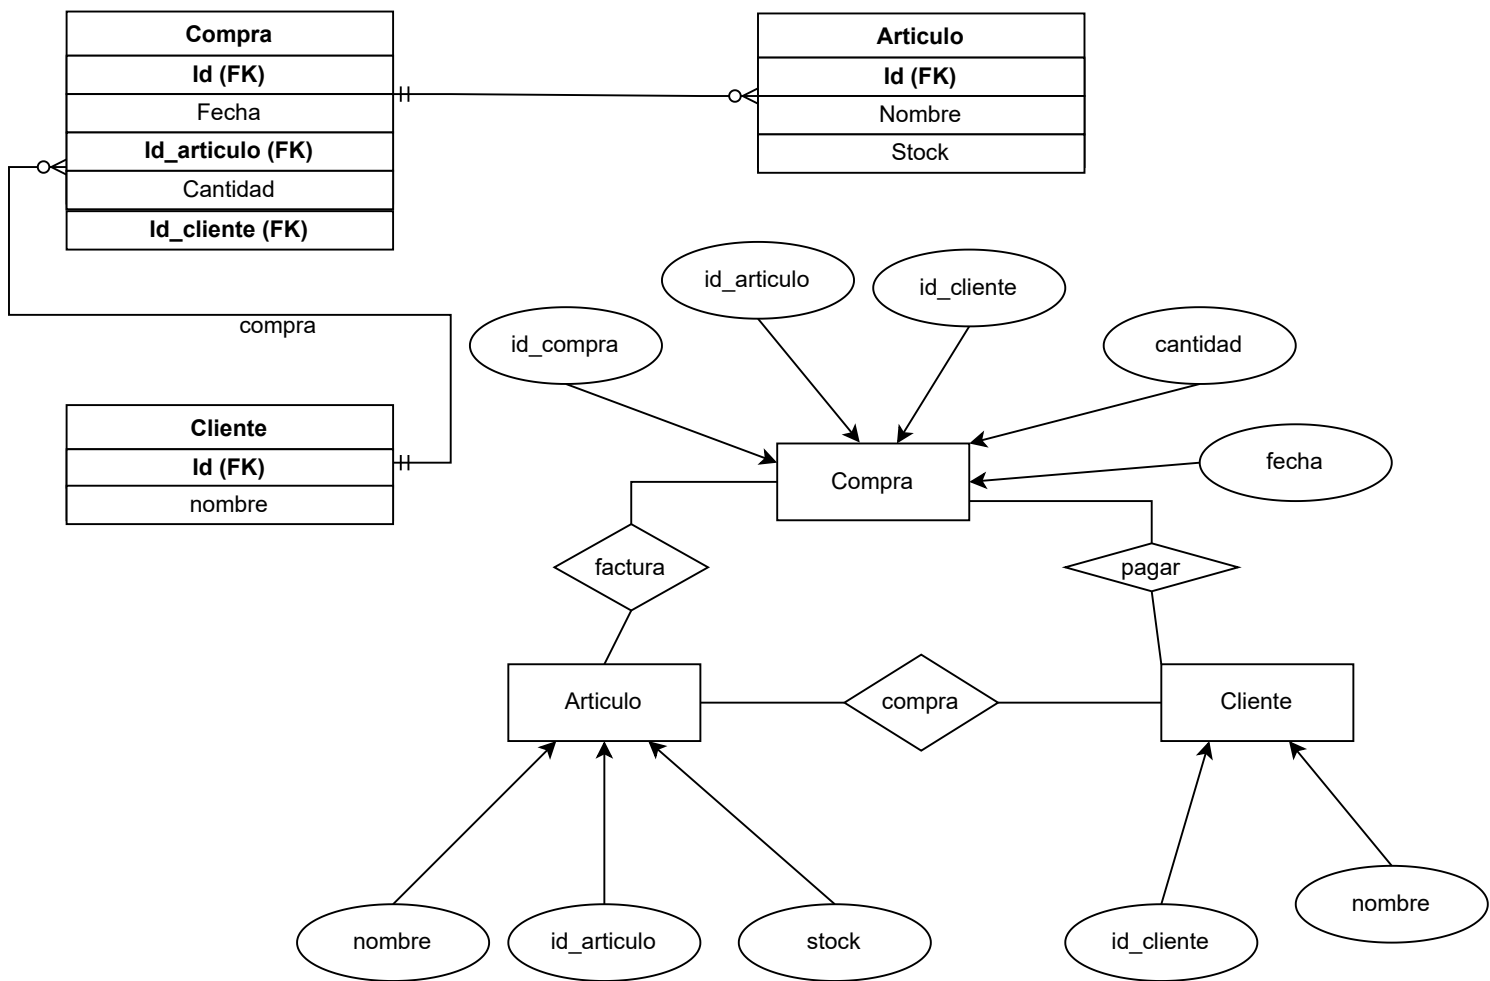 Compra
Id (FK)
Fecha
Id_articulo (FK)
Cantidad
Id_cliente (FK)
Articulo
Id (FK)
Nombre
Stock
compra
Cliente
Id (FK)
nombre
id_compra
id_articulo
id_cliente
cantidad
fecha
Compra
factura
pagar
Articulo
compra
Cliente
nombre
id_articulo
stock
id_cliente
nombre